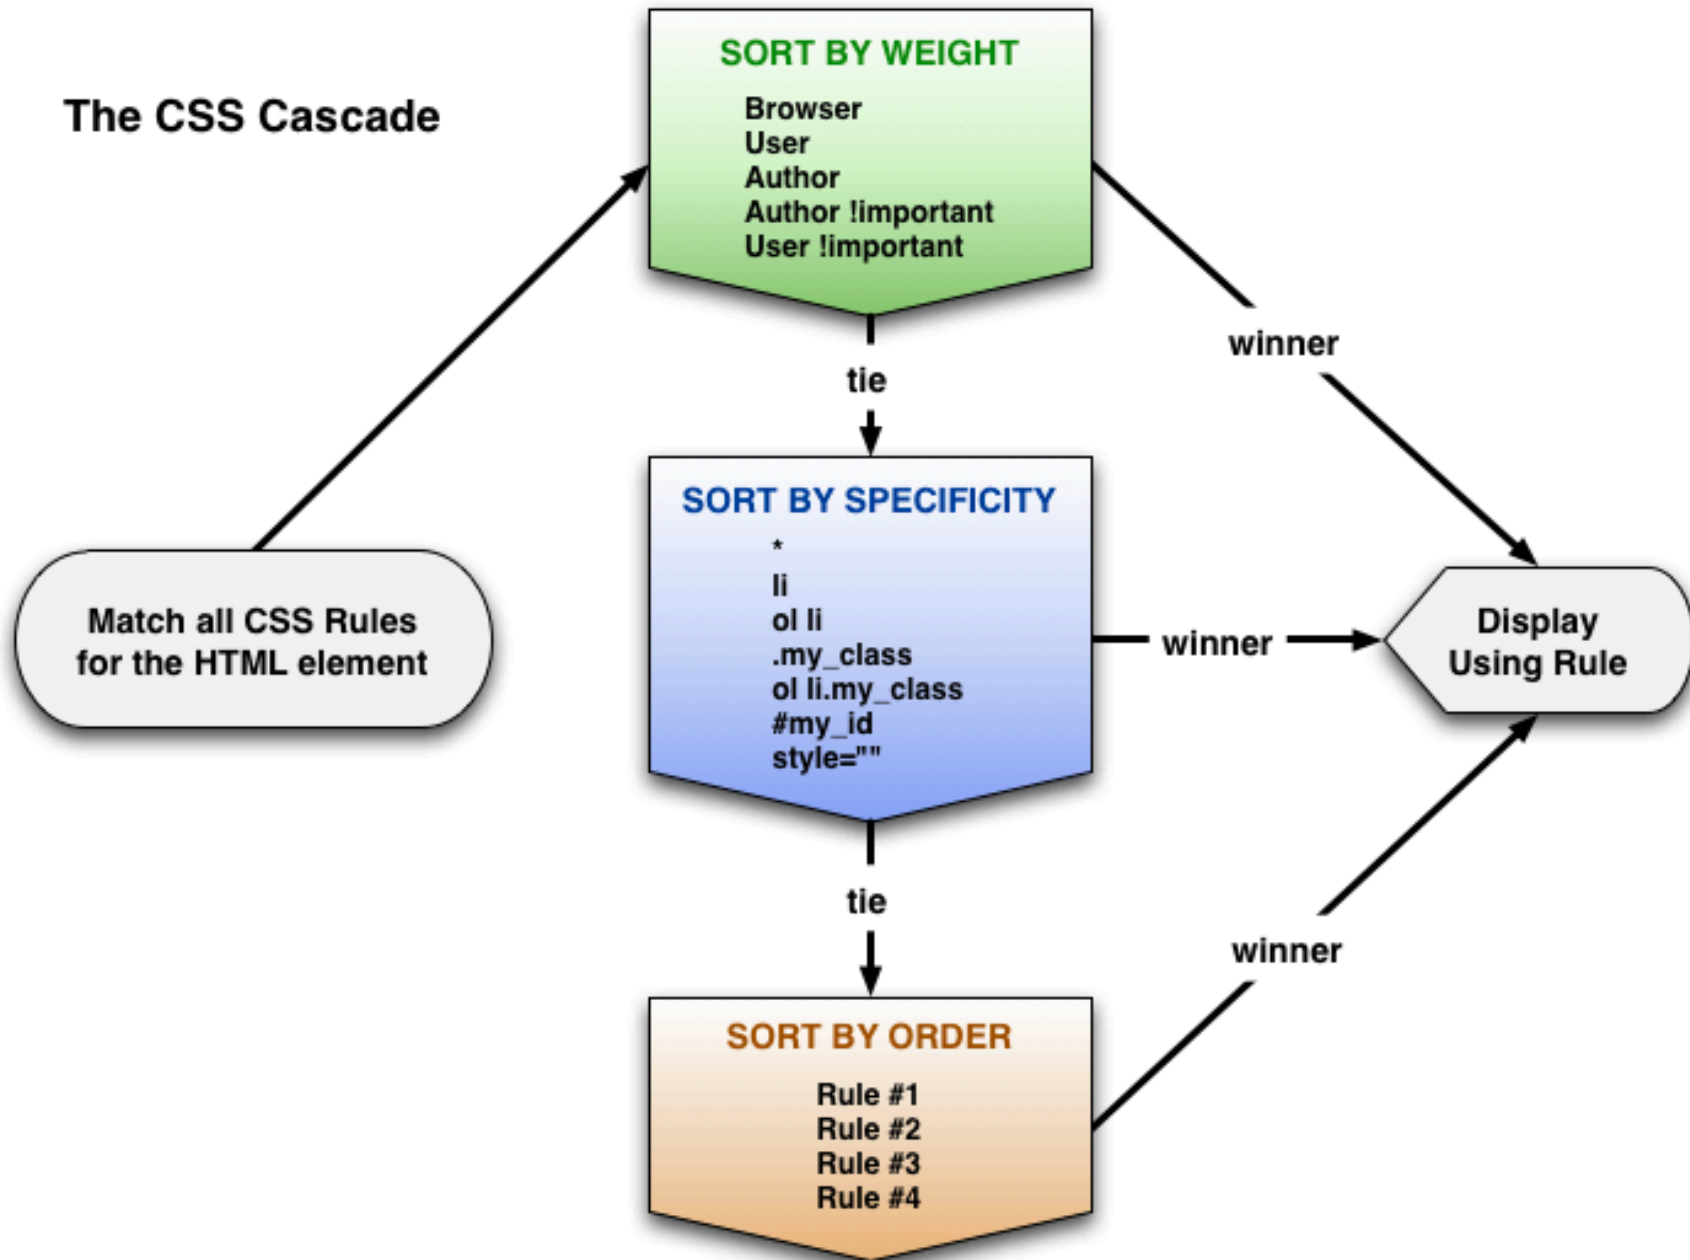 The CSS Cascade
SORT BY WEIGHT
Browser
User
Author
Author !important
User !important
winner
tie
SORT BY SPECIFICITY
*
li
ol li
.my_class
ol li.my_class
#my_id
style=""
Match all CSS Rules
for the HTML element
winner
Display
Using Rule
tie
winner
SORT BY ORDER
Rule #1
Rule #2
Rule #3
Rule #4